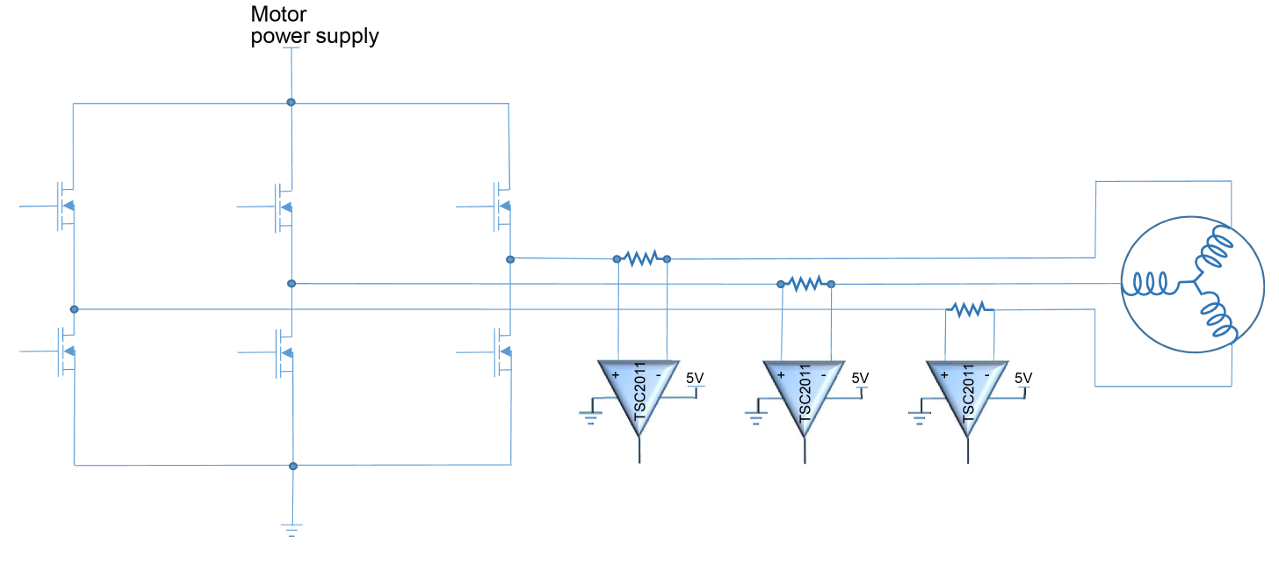 Motor
power supply
+
-
TSC2011
5V
+
-
TSC2011
5V
+
-
TSC2011
5V